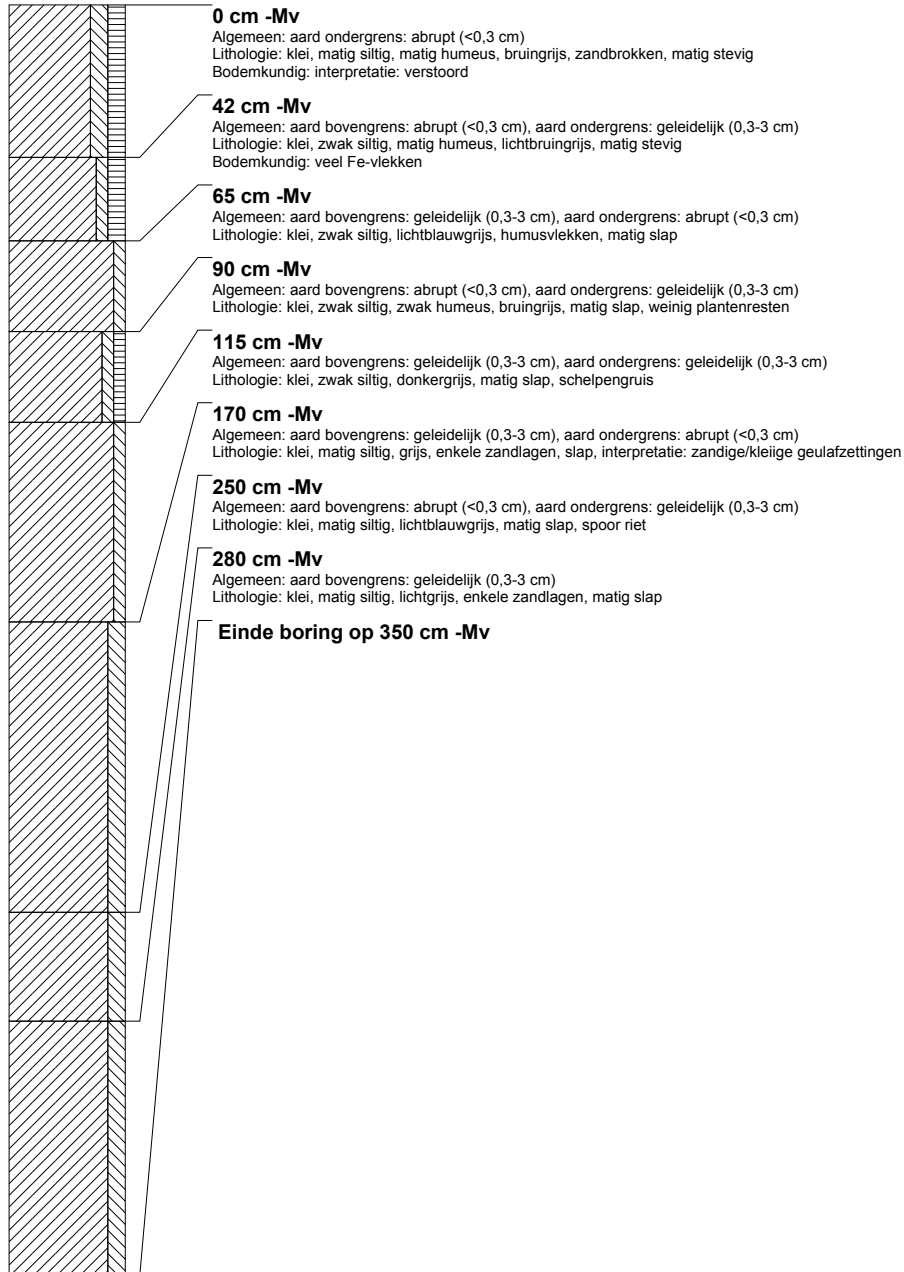 0 cm -Mv
Algemeen: aard ondergrens: abrupt (<0,3 cm)
Lithologie: klei, matig siltig, matig humeus, bruingrijs, zandbrokken, matig stevig
Bodemkundig: interpretatie: verstoord
42 cm -Mv
Algemeen: aard bovengrens: abrupt (<0,3 cm), aard ondergrens: geleidelijk (0,3-3 cm)
Lithologie: klei, zwak siltig, matig humeus, lichtbruingrijs, matig stevig
Bodemkundig: veel Fe-vlekken
65 cm -Mv
Algemeen: aard bovengrens: geleidelijk (0,3-3 cm), aard ondergrens: abrupt (<0,3 cm)
Lithologie: klei, zwak siltig, lichtblauwgrijs, humusvlekken, matig slap
90 cm -Mv
Algemeen: aard bovengrens: abrupt (<0,3 cm), aard ondergrens: geleidelijk (0,3-3 cm)
Lithologie: klei, zwak siltig, zwak humeus, bruingrijs, matig slap, weinig plantenresten
115 cm -Mv
Algemeen: aard bovengrens: geleidelijk (0,3-3 cm), aard ondergrens: geleidelijk (0,3-3 cm)
Lithologie: klei, zwak siltig, donkergrijs, matig slap, schelpengruis
170 cm -Mv
Algemeen: aard bovengrens: geleidelijk (0,3-3 cm), aard ondergrens: abrupt (<0,3 cm)
Lithologie: klei, matig siltig, grijs, enkele zandlagen, slap, interpretatie: zandige/kleiige geulafzettingen
250 cm -Mv
Algemeen: aard bovengrens: abrupt (<0,3 cm), aard ondergrens: geleidelijk (0,3-3 cm)
Lithologie: klei, matig siltig, lichtblauwgrijs, matig slap, spoor riet
280 cm -Mv
Algemeen: aard bovengrens: geleidelijk (0,3-3 cm)
Lithologie: klei, matig siltig, lichtgrijs, enkele zandlagen, matig slap
Einde boring op 350 cm -Mv